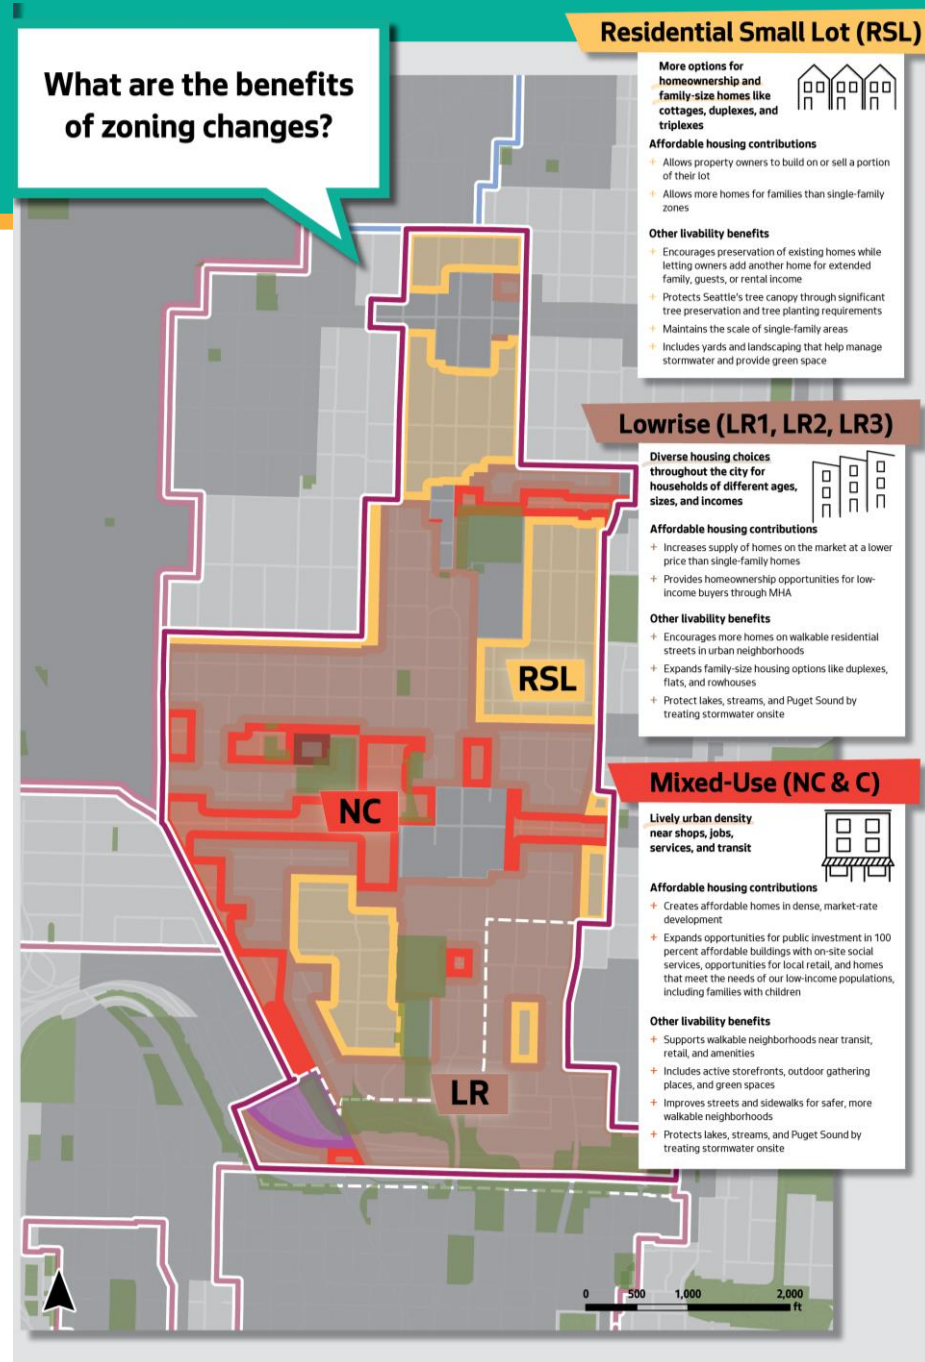 What are the benefits
of zoning changes?
Residential Small Lot (RSL)
More options for
homeownership and
family-size homes like
cottages, duplexes, and
triplexes
Affordable housing contributions
+ Allows property owners to build on or sell a portion
of their lot
+ Allows more homes for families than single-family
zones
Other livability benefits
+ Encourages preservation of existing homes while
letting owners add another home for extended
family, guests, or rental income
+ Protects Seattle's tree canopy through significant
tree preservation and tree planting requirements
+ Maintains the scale of single-family areas
+ Includes yards and landscaping that help manage
stormwater and provide green space
Lowrise (LR1, LR2, LR3)
Diverse housing choices
throughout the city for
households of different ages,
sizes, and incomes
Affordable housing contributions
+ Increases supply of homes on the market at a lower
price than single-family homes
+ Provides homeownership opportunities for low-
income buyers through MHA
Other livability benefits
+ Encourages more homes on walkable residential
streets in urban neighborhoods
+ Expands family-size housing options like duplexes,
flats, and rowhouses
+ Protect lakes, streams, and Puget Sound by
treating stormwater onsite
Mixed-Use (NC & C)
Lively urban density
near shops, jobs,
services, and transit
Affordable housing contributions
+ Creates affordable homes in dense, market-rate
development
+ Expands opportunities for public investment in 100
percent affordable buildings with on-site social
services, opportunities for local retail, and homes
that meet the needs of our low-income populations,
including families with children
Other livability benefits
+ Supports walkable neighborhoods near transit,
retail, and amenities
+ Includes active storefronts, outdoor gathering
places, and green spaces
+ Improves streets and sidewalks for safer, more
walkable neighborhoods
+ Protects lakes, streams, and Puget Sound by
treating stormwater onsite
RSL
NC
LR
0 500 1,000 2,000
ft